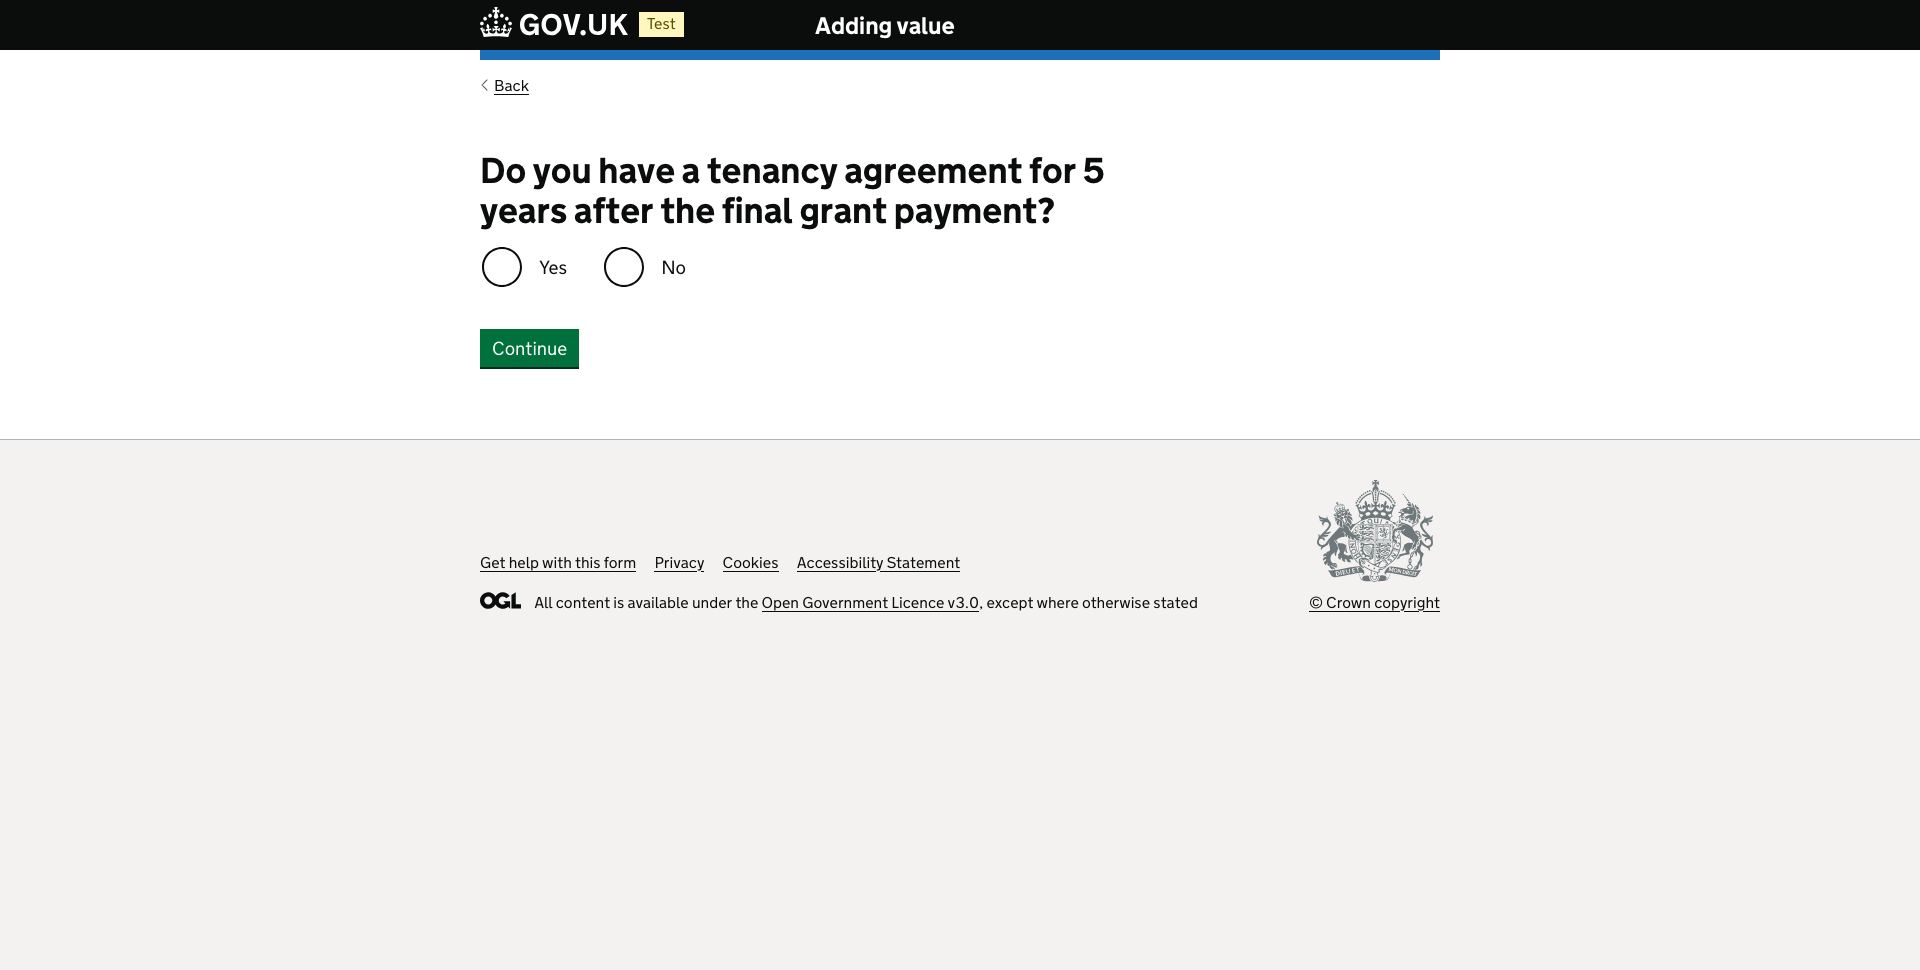 GOV.UK Test Adding value
Back
Do you have a tenancy agreement for 5
years after the final grant payment?
Yes No
Continue
Get help with this form Privacy Cookies Accessibility Statement
OGL All content is available under the Open Government Licence v3.0, except where otherwise stated
© Crown copyright